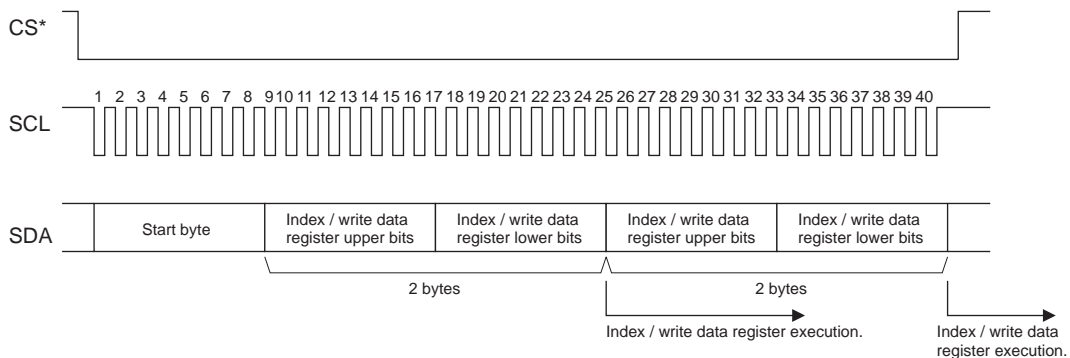 CS*
1 2 3 4 5 6 7 8 9 10 11 12 13 14 15 16 17 18 19 20 21 22 23 24 25 26 27 28 29 30 31 32 33 34 35 36 37 38 39 40
SCL
SDA
Start byte
Index / write data
register upper bits
Index / write data
register lower bits
Index / write data
register upper bits
Index / write data
register lower bits
2 bytes
2 bytes
Index / write data register execution.
Index / write data
register execution.